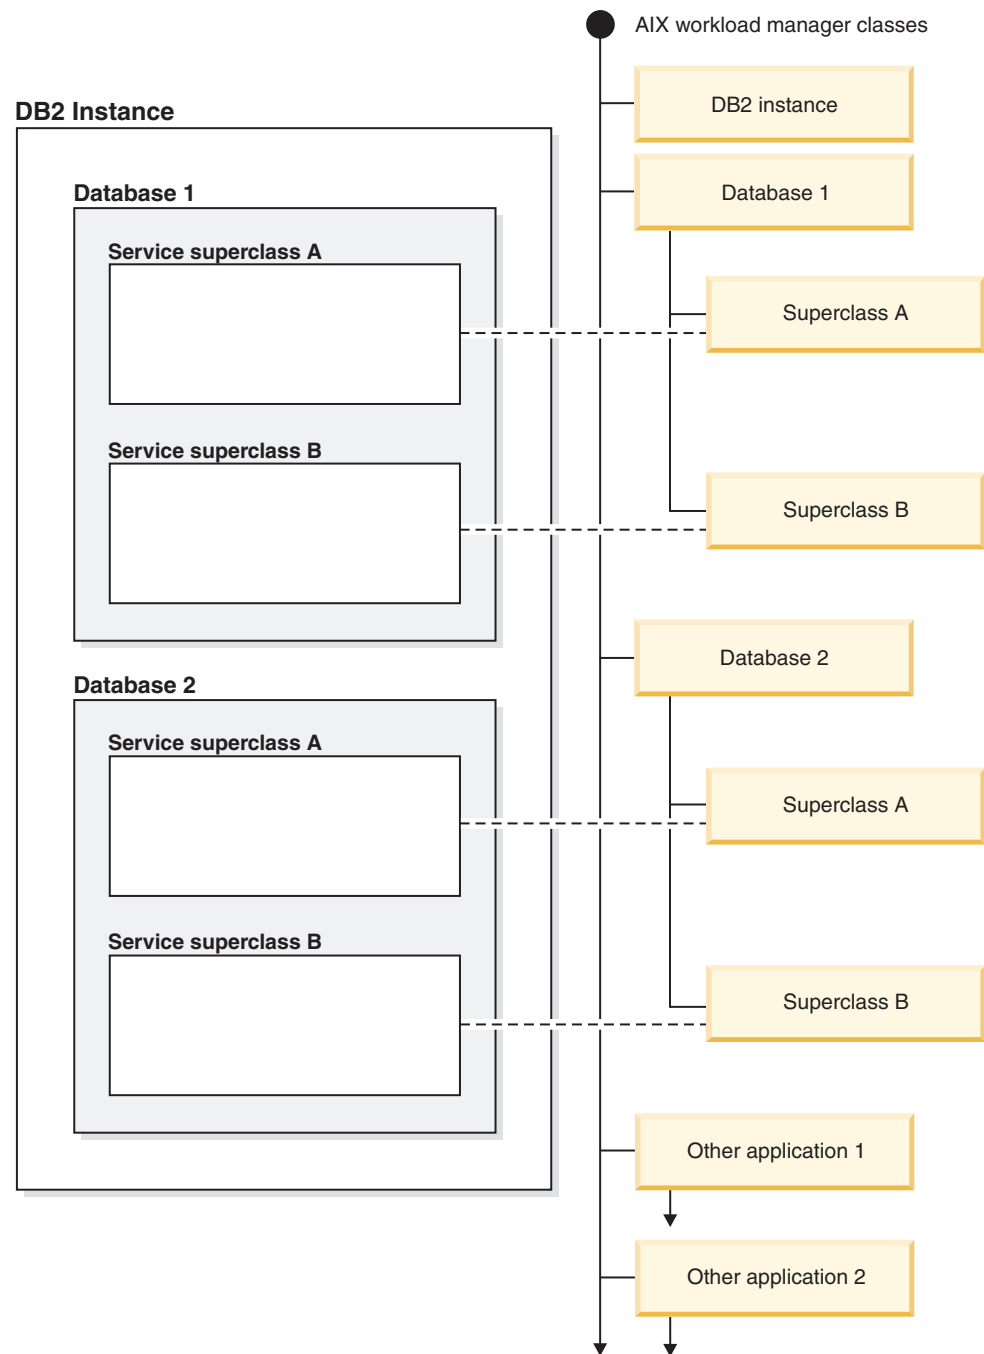 AIX workload manager classes
DB2 instance
DB2 Instance
Database 1
Database 1
Service superclass A
Superclass A
Service superclass B
Superclass B
Database 2
Database 2
Service superclass A
Superclass A
Service superclass B
Superclass B
Other application 1
Other application 2